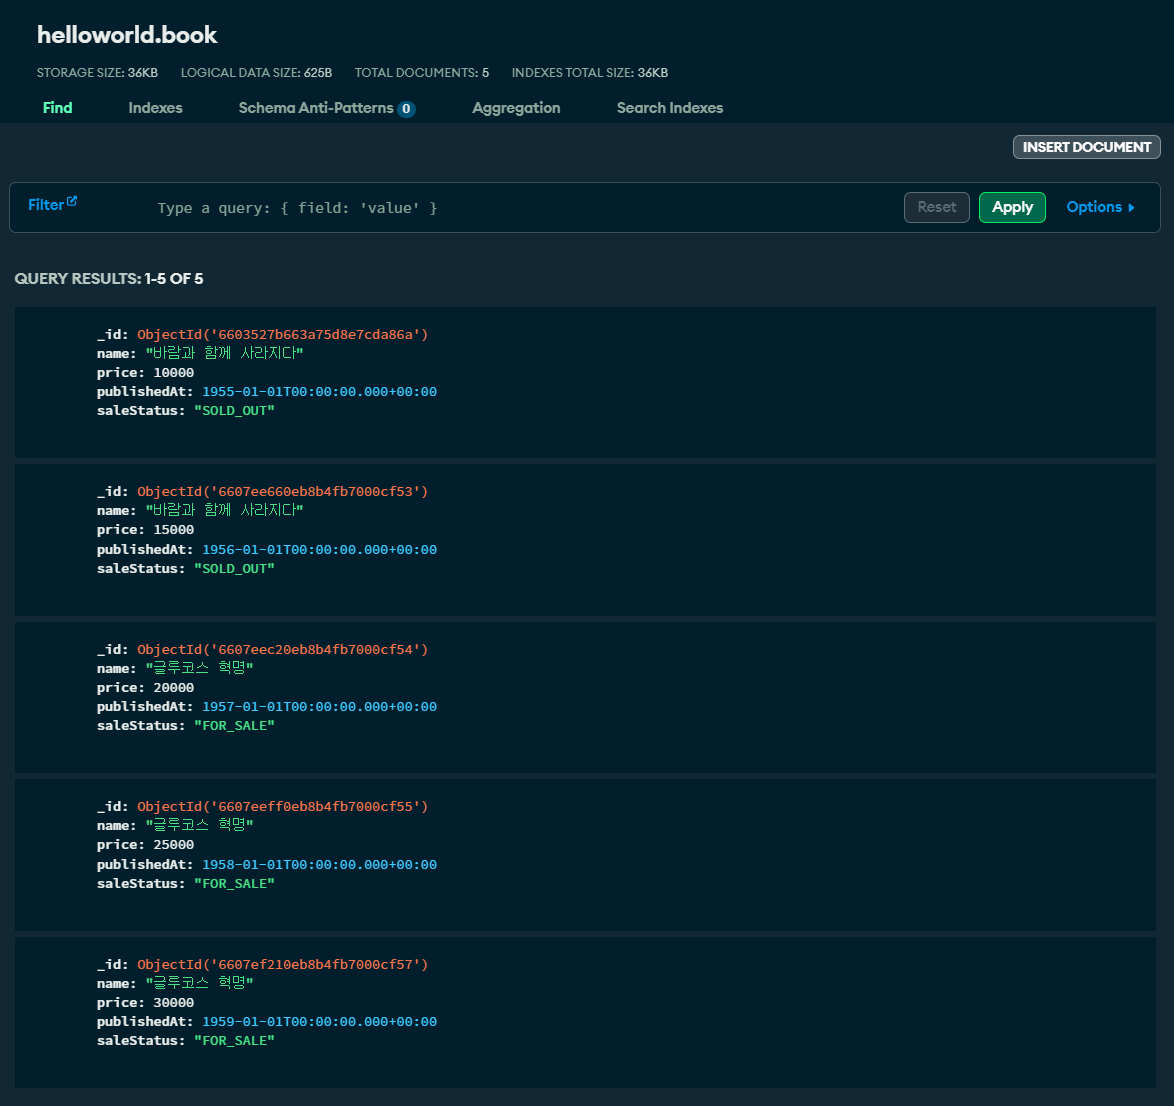 helloworld.book
STORAGE SIZE: 36KB LOGICAL DATA SIZE: 625B TOTAL DOCUMENTS: 5 INDEXES TOTAL SIZE: 36KB
Find Indexes Schema Anti-Patterns 0 Aggregation Search Indexes
INSERT DOCUMENT
Filter Type a query: { field: 'value' } Reset Apply Options
QUERY RESULTS: 1-5 OF 5
_id: ObjectId('6603527b663a75d8e7cda86a')
name: "바람과 함께 사라지다"
price: 10000
publishedAt: 1955-01-01T00:00:00.000+00:00
saleStatus: "SOLD_OUT"
_id: ObjectId('6607ee660eb8b4fb7000cf53')
name: "바람과 함께 사라지다"
price: 15000
publishedAt: 1956-01-01T00:00:00.000+00:00
saleStatus: "SOLD_OUT"
_id: ObjectId('6607eec20eb8b4fb7000cf54')
name: "글루코스 혁명"
price: 20000
publishedAt: 1957-01-01T00:00:00.000+00:00
saleStatus: "FOR_SALE"
_id: ObjectId('6607eeff0eb8b4fb7000cf55')
name: "글루코스 혁명"
price: 25000
publishedAt: 1958-01-01T00:00:00.000+00:00
saleStatus: "FOR_SALE"
_id: ObjectId('6607ef210eb8b4fb7000cf57')
name: "글루코스 혁명"
price: 30000
publishedAt: 1959-01-01T00:00:00.000+00:00
saleStatus: "FOR_SALE"